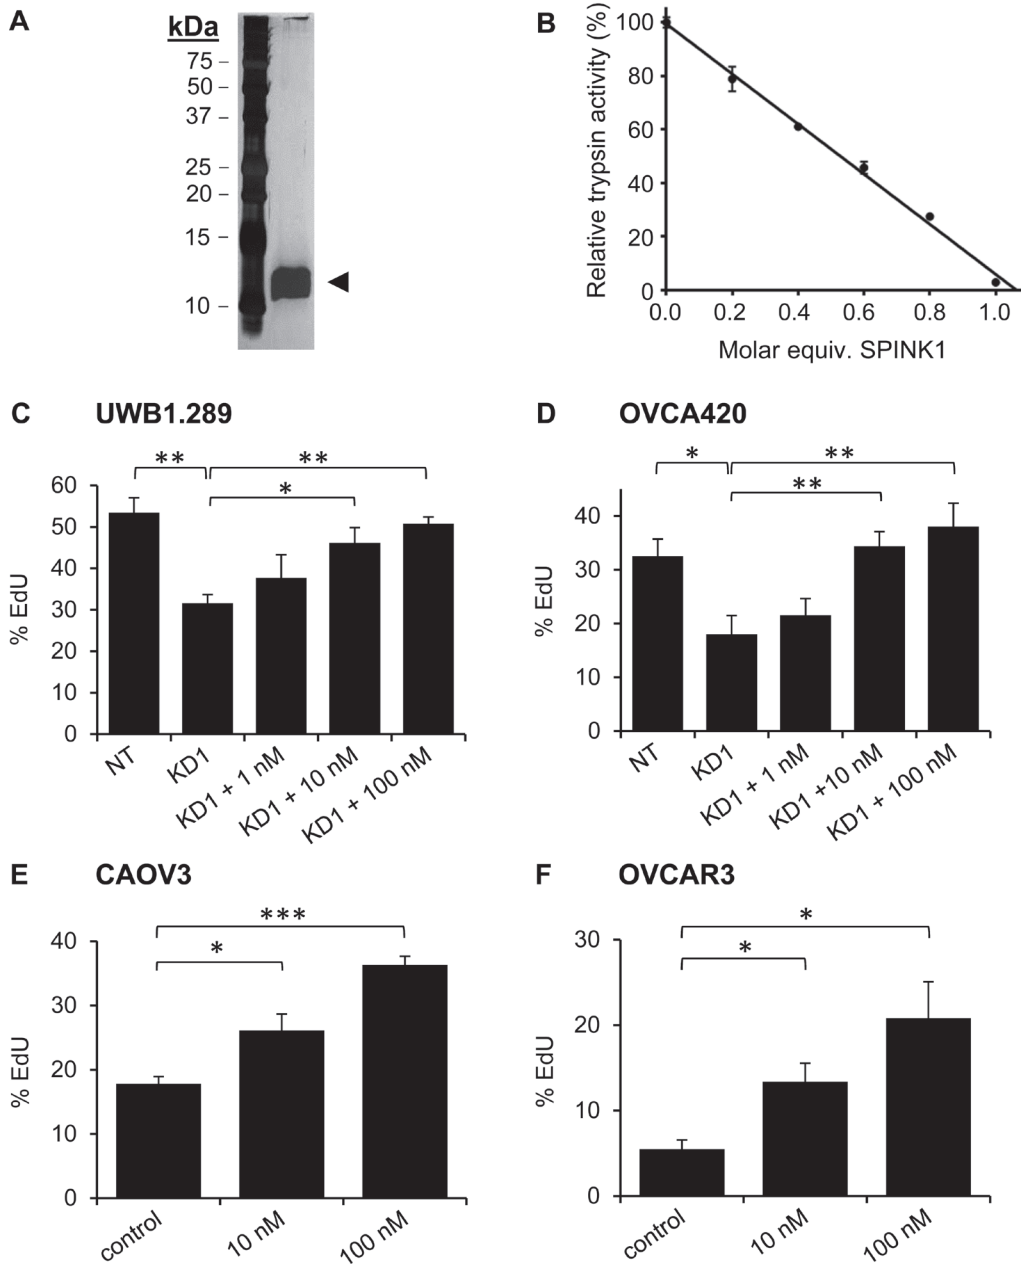 A
kDa
75
50
37
25
20
15
10
B
Relative trypsin activity (%)
100
80
60
40
20
0
0.0 0.2 0.4 0.6 0.8 1.0
Molar equiv. SPINK1
C UWB1.289
** **
*
% EdU
60
50
40
30
20
10
0
NT
KD1
KD1 + 1 nM
KD1 + 10 nM
KD1 + 100 nM
D OVCA420
* **
**
% EdU
40
30
20
10
0
NT
KD1
KD1 + 1 nM
KD1 +10 nM
KD1 + 100 nM
E CAOV3
***
*
% EdU
40
30
20
10
0
control
10 nM
100 nM
F OVCAR3
*
*
% EdU
30
20
10
0
control
10 nM
100 nM